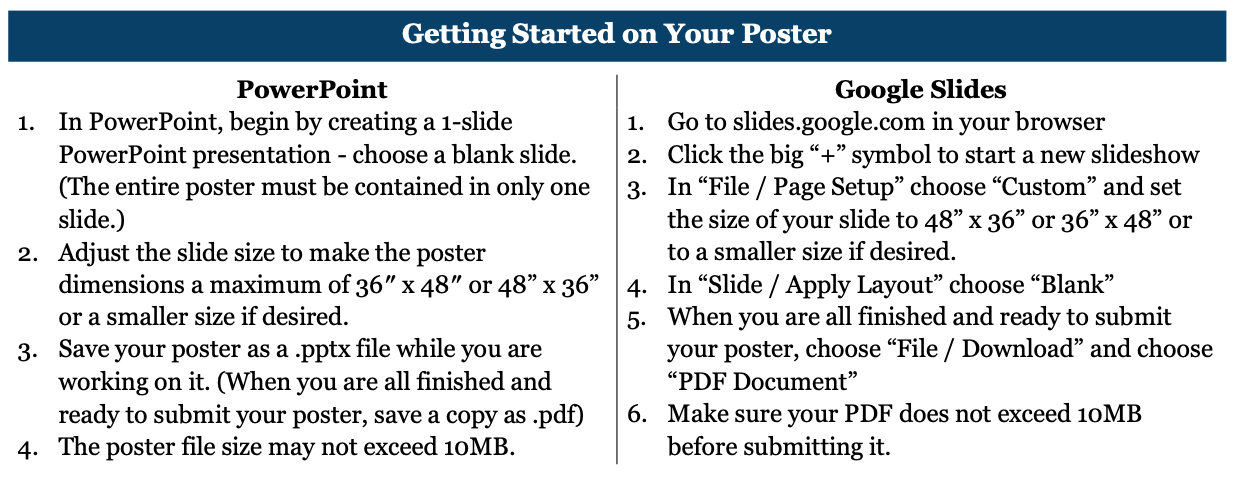 Getting Started on Your Poster
PowerPoint
1. In PowerPoint, begin by creating a 1-slide
PowerPoint presentation - choose a blank slide.
(The entire poster must be contained in only one
slide.)
2. Adjust the slide size to make the poster
dimensions a maximum of 36″ x 48″ or 48” x 36”
or a smaller size if desired.
3. Save your poster as a .pptx file while you are
working on it. (When you are all finished and
ready to submit your poster, save a copy as .pdf)
4. The poster file size may not exceed 10MB.
Google Slides
1. Go to slides.google.com in your browser
2. Click the big “+” symbol to start a new slideshow
3. In “File / Page Setup” choose “Custom” and set
the size of your slide to 48” x 36” or 36” x 48” or
to a smaller size if desired.
4. In “Slide / Apply Layout” choose “Blank”
5. When you are all finished and ready to submit
your poster, choose “File / Download” and choose
“PDF Document”
6. Make sure your PDF does not exceed 10MB
before submitting it.